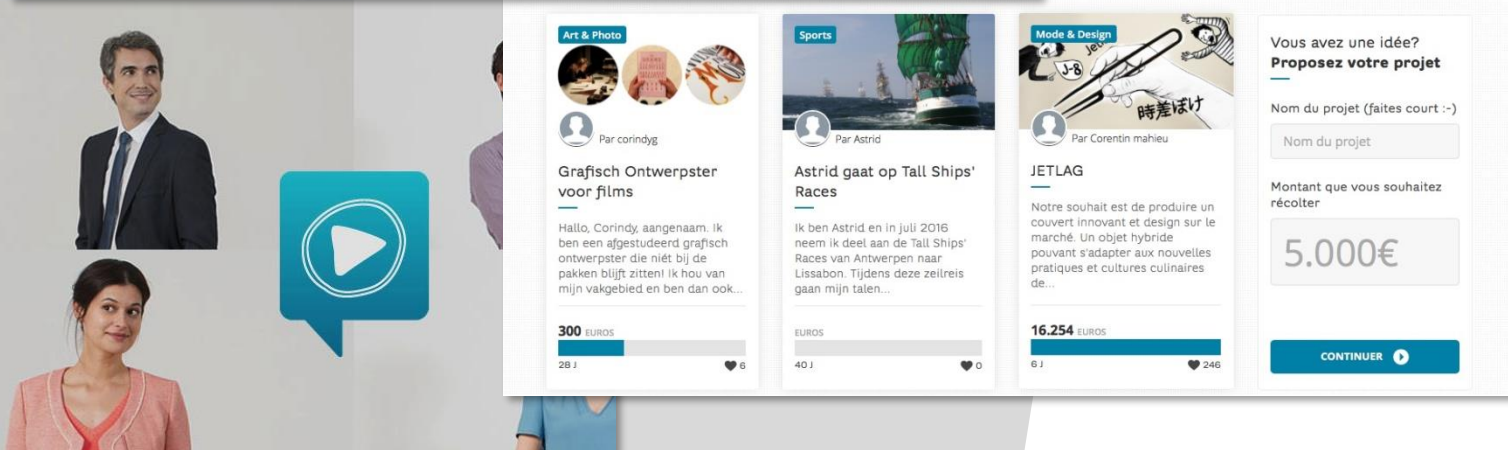 Art & Photo
Par corindyg
Grafisch Ontwerpster
voor films
Hallo, Corindy, aangenaam. Ik
ben een afgestudeerd grafisch
ontwerpster die niét bij de
pakken blijft zitten! Ik hou van
mijn vakgebied en ben dan ook...
300 EUROS
28 J
6
Sports
Par Astrid
Astrid gaat op Tall Ships'
Races
Ik ben Astrid en in juli 2016
neem ik deel aan de Tall Ships'
Races van Antwerpen naar
Lissabon. Tijdens deze zeilreis
gaan mijn talen...
EUROS
40 J
0
Mode & Design
J-8
時差ぼけ
Par Corentin mahieu
JETLAG
Notre souhait est de produire un
couvert innovant et design sur le
marché. Un objet hybride
pouvant s'adapter aux nouvelles
pratiques et cultures culinaires
de...
16.254 EUROS
6 J
246
Vous avez une idée?
Proposez votre projet
Nom du projet (faites court :-)
Nom du projet
Montant que vous souhaitez
récolter
5.000€
CONTINUER